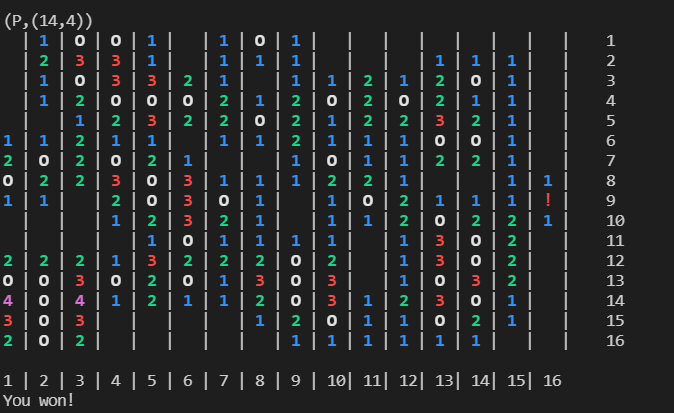 (P,(14,4))
  | 1 | 0 | 0 | 1 |   | 1 | 0 | 1 |   |   |   |   |   |   |   | 1
  | 2 | 3 | 3 | 1 |   | 1 | 1 | 1 |   |   |   | 1 | 1 | 1 |   | 2
  | 1 | 0 | 3 | 3 | 2 | 1 |   | 1 | 1 | 2 | 1 | 2 | 0 | 1 |   | 3
  | 1 | 2 | 0 | 0 | 0 | 2 | 1 | 2 | 0 | 2 | 0 | 2 | 1 | 1 |   | 4
  |   | 1 | 2 | 3 | 2 | 2 | 0 | 2 | 1 | 2 | 2 | 3 | 2 | 1 |   | 5
1 | 1 | 2 | 1 | 1 |   | 1 | 1 | 2 | 1 | 1 | 1 | 0 | 0 | 1 |   | 6
2 | 0 | 2 | 0 | 2 | 1 |   |   | 1 | 0 | 1 | 1 | 2 | 2 | 1 |   | 7
0 | 2 | 2 | 3 | 0 | 3 | 1 | 1 | 1 | 2 | 2 | 1 |   |   | 1 | 1 | 8
1 | 1 |   | 2 | 0 | 3 | 0 | 1 |   | 1 | 0 | 2 | 1 | 1 | 1 | ! | 9
  |   |   | 1 | 2 | 3 | 2 | 1 |   | 1 | 1 | 2 | 0 | 2 | 2 | 1 | 10
  |   |   |   | 1 | 0 | 1 | 1 | 1 | 1 |   | 1 | 3 | 0 | 2 |   | 11
2 | 2 | 2 | 1 | 3 | 2 | 2 | 2 | 0 | 2 |   | 1 | 3 | 0 | 2 |   | 12
0 | 0 | 3 | 0 | 2 | 0 | 1 | 3 | 0 | 3 |   | 1 | 0 | 3 | 2 |   | 13
4 | 0 | 4 | 1 | 2 | 1 | 1 | 2 | 0 | 3 | 1 | 2 | 3 | 0 | 1 |   | 14
3 | 0 | 3 |   |   |   |   | 1 | 2 | 0 | 1 | 1 | 0 | 2 | 1 |   | 15
2 | 0 | 2 |   |   |   |   |   | 1 | 1 | 1 | 1 | 1 | 1 |   |   | 16
1 | 2 | 3 | 4 | 5 | 6 | 7 | 8 | 9 | 10| 11| 12| 13| 14| 15| 16
You won!